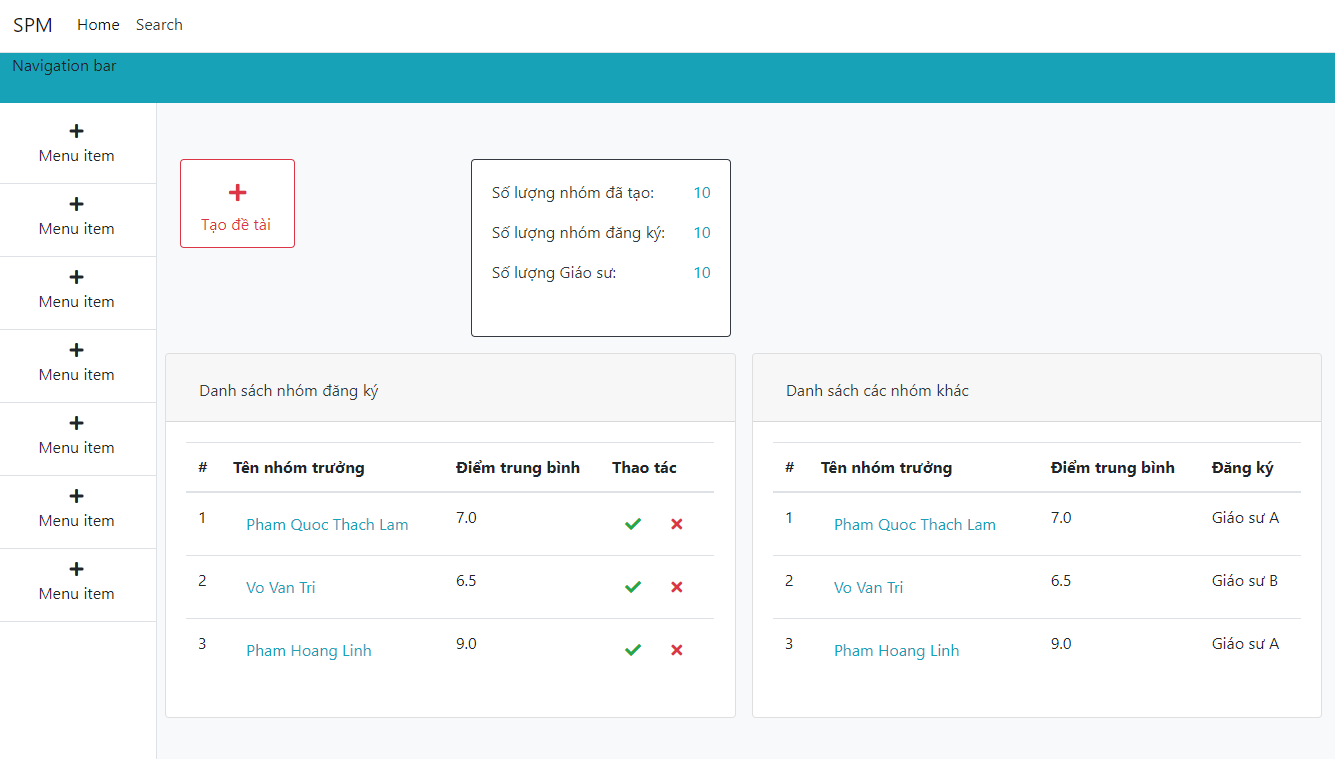 SPM Home Search
Navigation bar
Menu item
Menu item
Menu item
Menu item
Menu item
Menu item
Menu item
Tạo đề tài
Số lượng nhóm đã tạo: 10
Số lượng nhóm đăng ký: 10
Số lượng Giáo sư: 10
Danh sách nhóm đăng ký
# Tên nhóm trưởng Điểm trung bình Thao tác
1 Pham Quoc Thach Lam 7.0
2 Vo Van Tri 6.5
3 Pham Hoang Linh 9.0
Danh sách các nhóm khác
# Tên nhóm trưởng Điểm trung bình Đăng ký
1 Pham Quoc Thach Lam 7.0 Giáo sư A
2 Vo Van Tri 6.5 Giáo sư B
3 Pham Hoang Linh 9.0 Giáo sư A